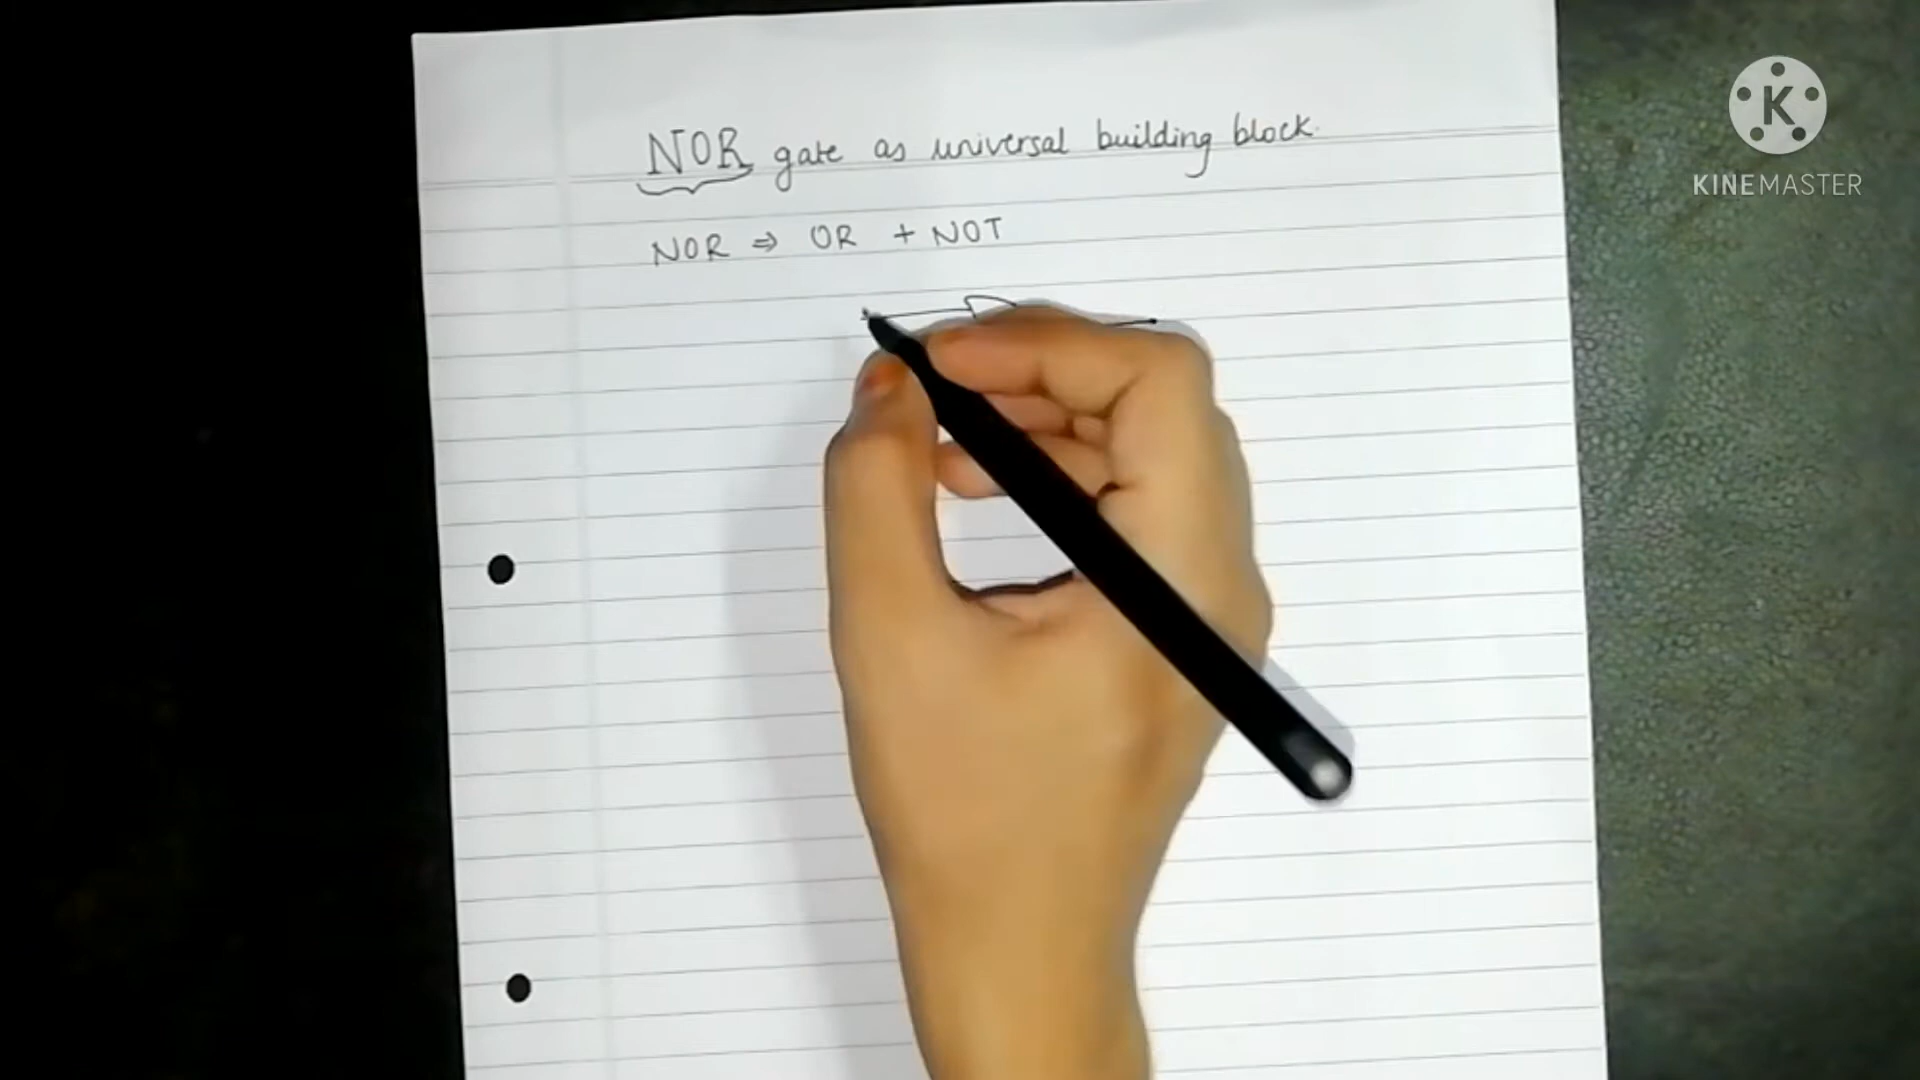 NOR gate as universal building block.
NOR ⇒ OR + NOT
K
KINEMASTER